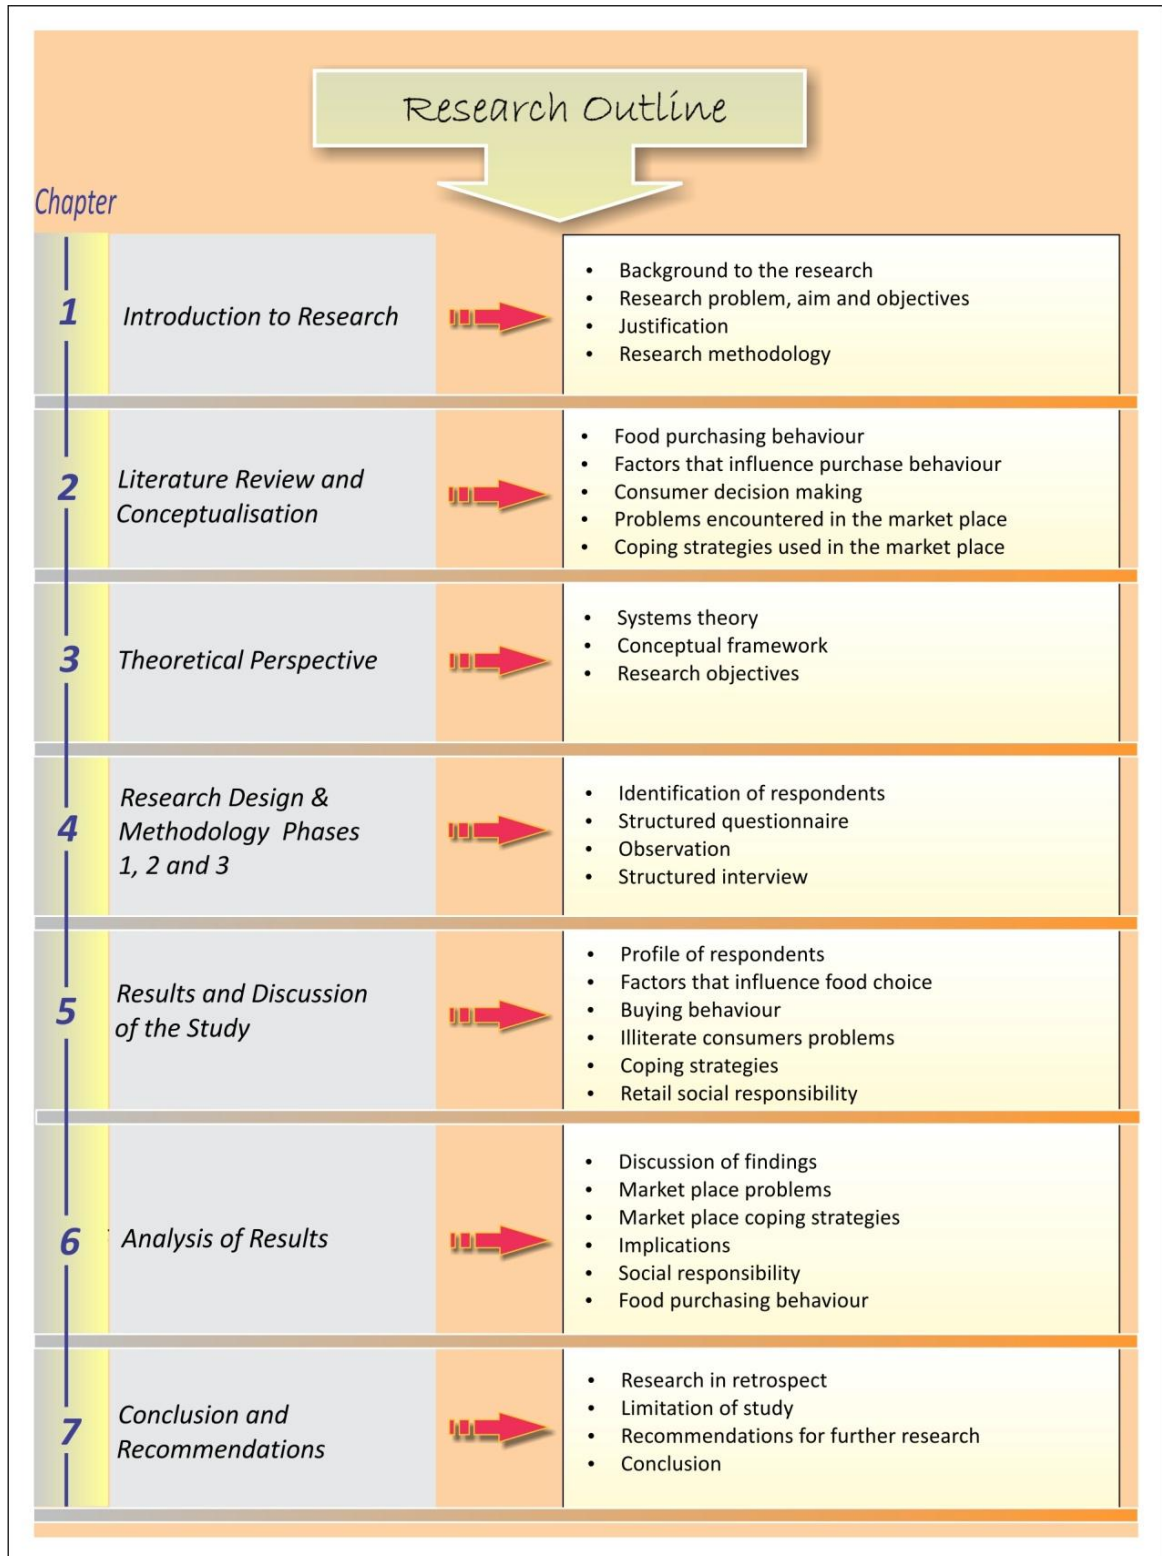 Research Outline
Chapter
1
Introduction to Research
• Background to the research
• Research problem, aim and objectives
• Justification
• Research methodology
2
Literature Review and
Conceptualisation
• Food purchasing behaviour
• Factors that influence purchase behaviour
• Consumer decision making
• Problems encountered in the market place
• Coping strategies used in the market place
3
Theoretical Perspective
• Systems theory
• Conceptual framework
• Research objectives
4
Research Design &
Methodology Phases
1, 2 and 3
• Identification of respondents
• Structured questionnaire
• Observation
• Structured interview
5
Results and Discussion
of the Study
• Profile of respondents
• Factors that influence food choice
• Buying behaviour
• Illiterate consumers problems
• Coping strategies
• Retail social responsibility
6
Analysis of Results
• Discussion of findings
• Market place problems
• Market place coping strategies
• Implications
• Social responsibility
• Food purchasing behaviour
7
Conclusion and
Recommendations
• Research in retrospect
• Limitation of study
• Recommendations for further research
• Conclusion